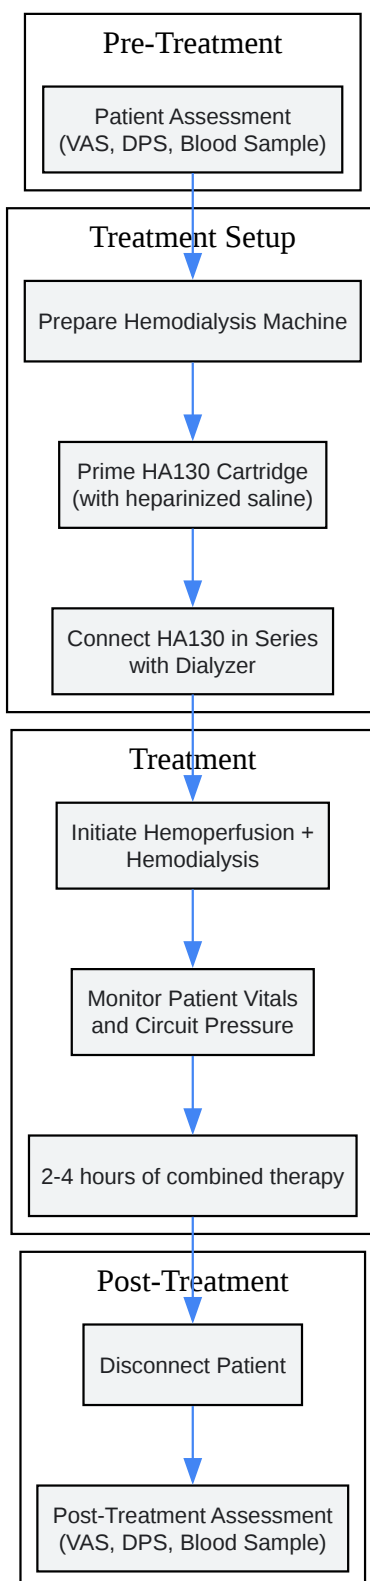 Pre-Treatment
Patient Assessment
(VAS, DPS, Blood Sample)
Treatment Setup
Prepare Hemodialysis Machine
Prime HA130 Cartridge
(with heparinized saline)
Connect HA130 in Series
with Dialyzer
Treatment
Initiate Hemoperfusion +
Hemodialysis
Monitor Patient Vitals
and Circuit Pressure
2-4 hours of combined therapy
Post-Treatment
Disconnect Patient
Post-Treatment Assessment
(VAS, DPS, Blood Sample)